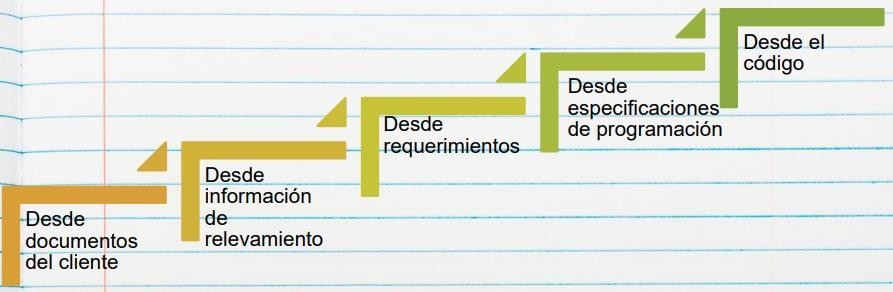 Desde
documentos
del cliente
Desde
información
de
relevamiento
Desde
requerimientos
Desde
especificaciones
de programación
Desde el
código